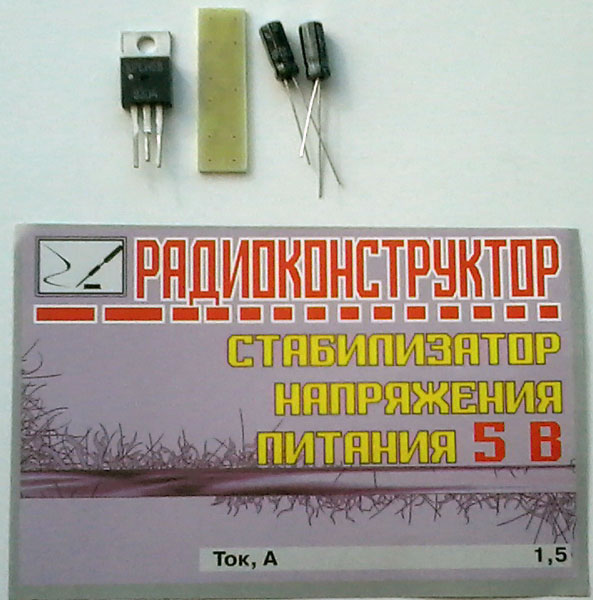 РАДИОКОНСТРУКТОР
СТАБИЛИЗАТОР
НАПРЯЖЕНИЯ
ПИТАНИЯ 5 В
Ток, А 1,5